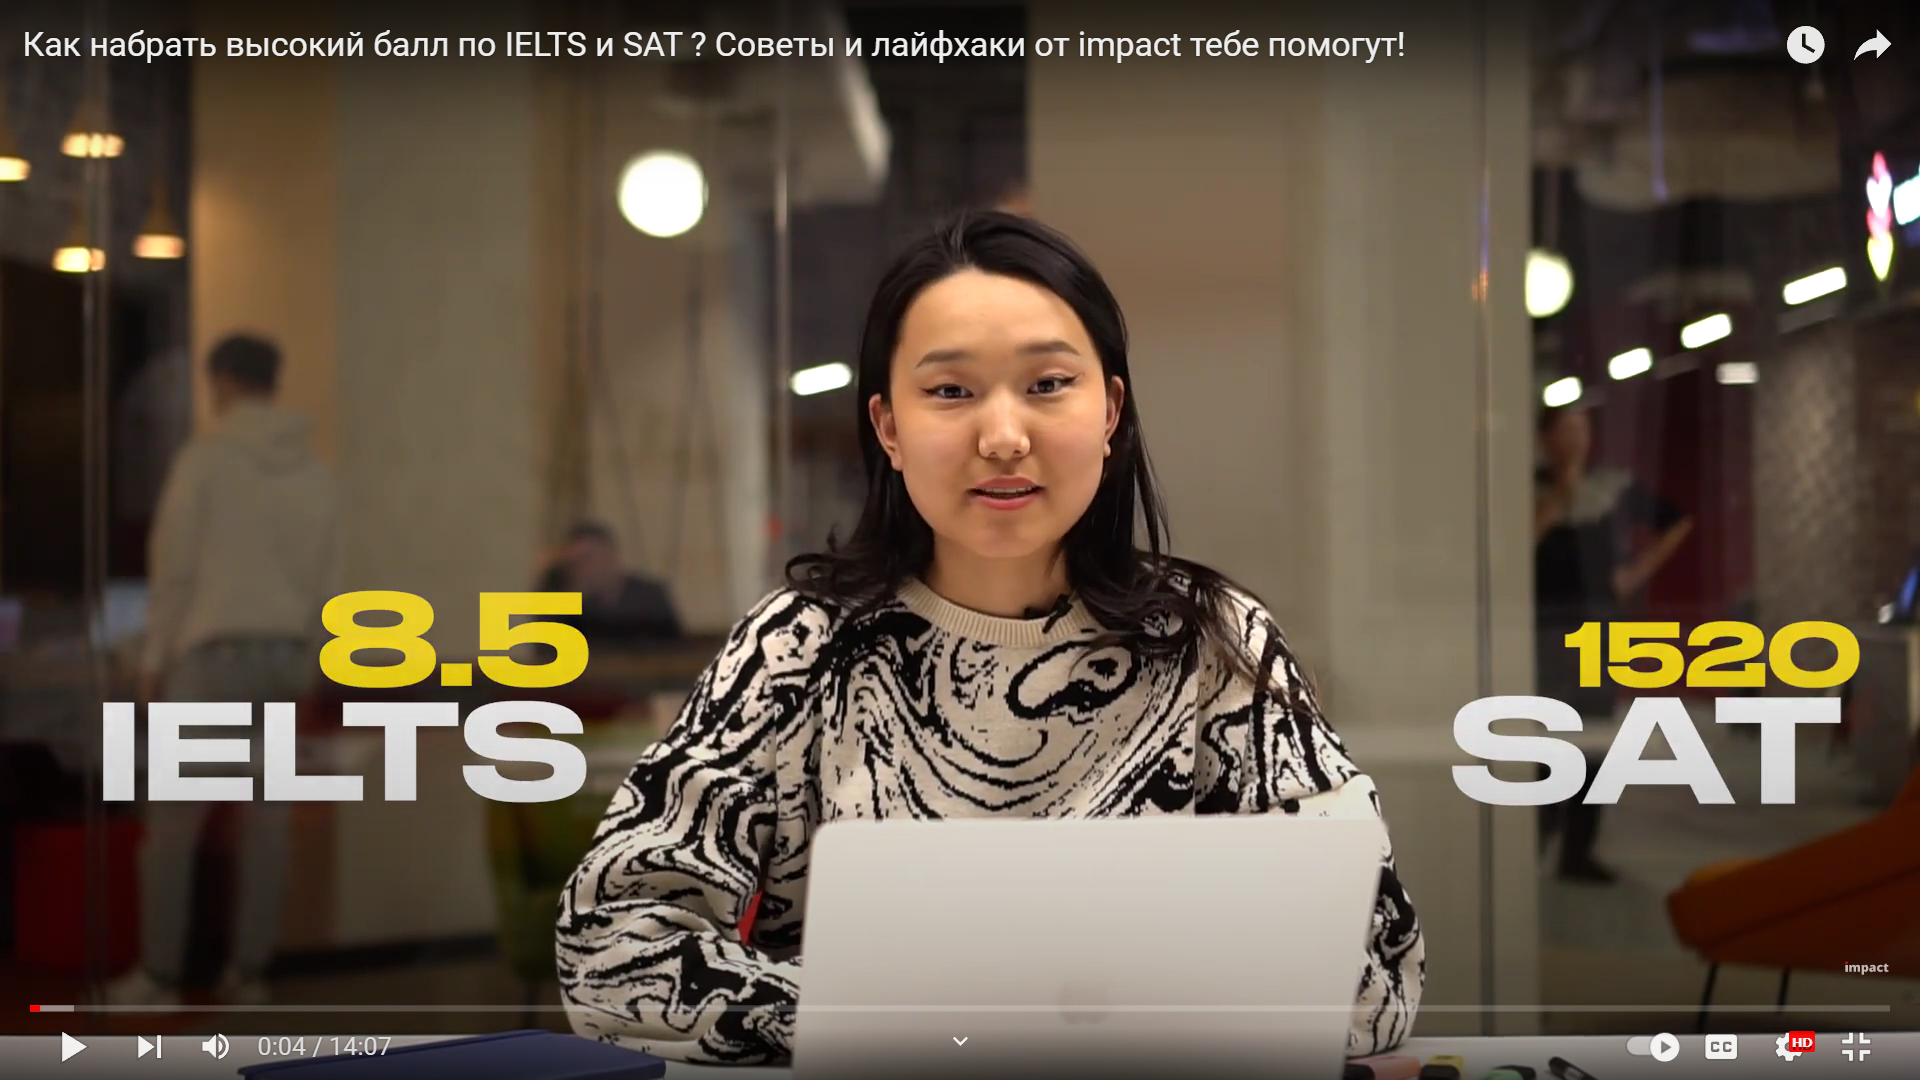 Как набрать высокий балл по IELTS и SAT ? Советы и лайфхаки от impact тебе помогут!
8.5
IELTS
1520
SAT
impact
0:04 / 14:07
CC
HD